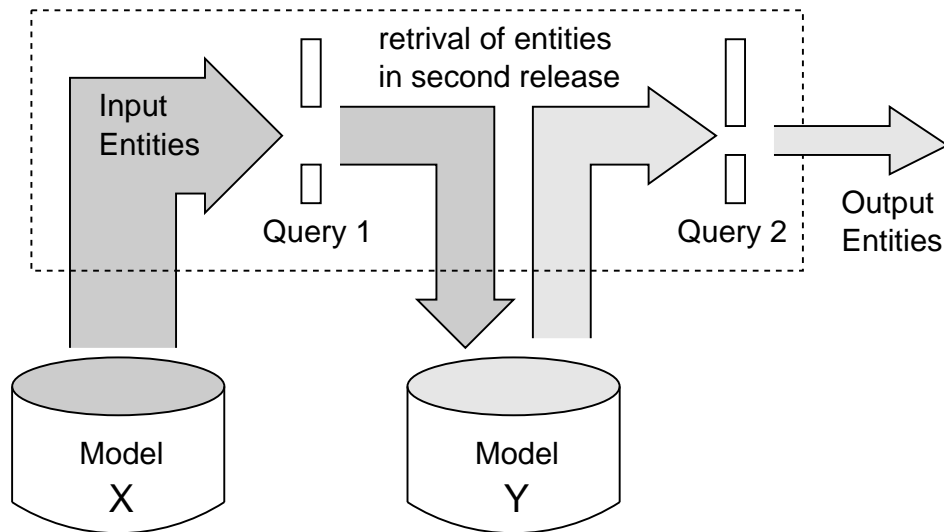 retrival of entities
in second release
Input
Entities
Query 1
Query 2
Output
Entities
Model
X
Model
Y